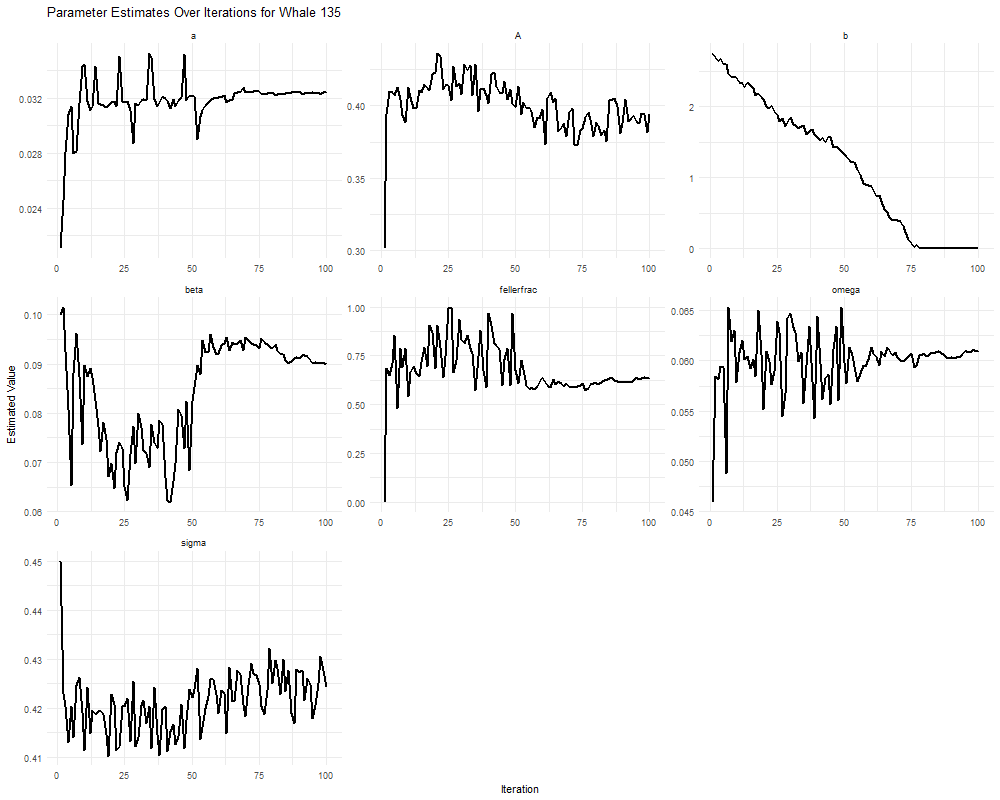 Parameter Estimates Over Iterations for Whale 135
a
A
b
0.032
0.028
0.024
0.40
0.35
0.30
2
1
0
0 25 50 75 100
0 25 50 75 100
0 25 50 75 100
beta
fellerfrac
omega
0.10
0.09
0.08
0.07
0.06
1.00
0.75
0.50
0.25
0.00
0.065
0.060
0.055
0.050
0.045
0 25 50 75 100
0 25 50 75 100
0 25 50 75 100
sigma
0.45
0.44
0.43
0.42
0.41
0 25 50 75 100
Estimated Value
Iteration